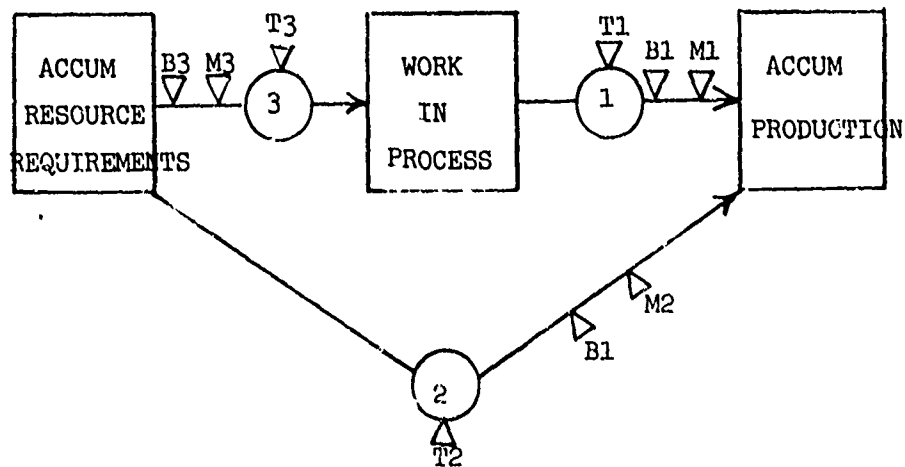 T3
T1
B3 M3
B1 M1
ACCUM
RESOURCE
REQUIREMENTS
3
WORK
IN
PROCESS
1
ACCUM
PRODUCTION
M2
B1
2
T2